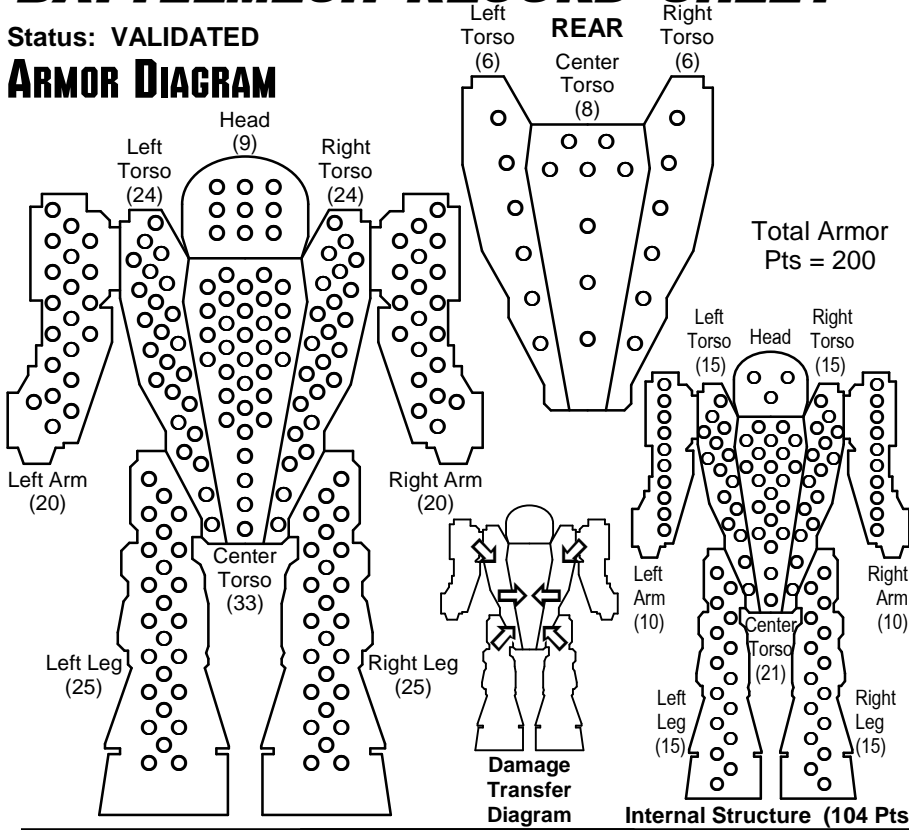 BATTLEMECH RECORD SHEET
Status: VALIDATED
ARMOR DIAGRAM
Head
(9)
Left
Torso
(24)
Right
Torso
(24)
Left Arm
(20)
Right Arm
(20)
Center
Torso
(33)
Left Leg
(25)
Right Leg
(25)
Left
Torso
(6)
REAR
Center
Torso
(8)
Right
Torso
(6)
Total Armor
Pts = 200
Left
Torso
(15)
Head
Right
Torso
(15)
Left
Arm
(10)
Right
Arm
(10)
Center
Torso
(21)
Left
Leg
(15)
Right
Leg
(15)
Damage
Transfer
Diagram
Internal Structure (104 Pts